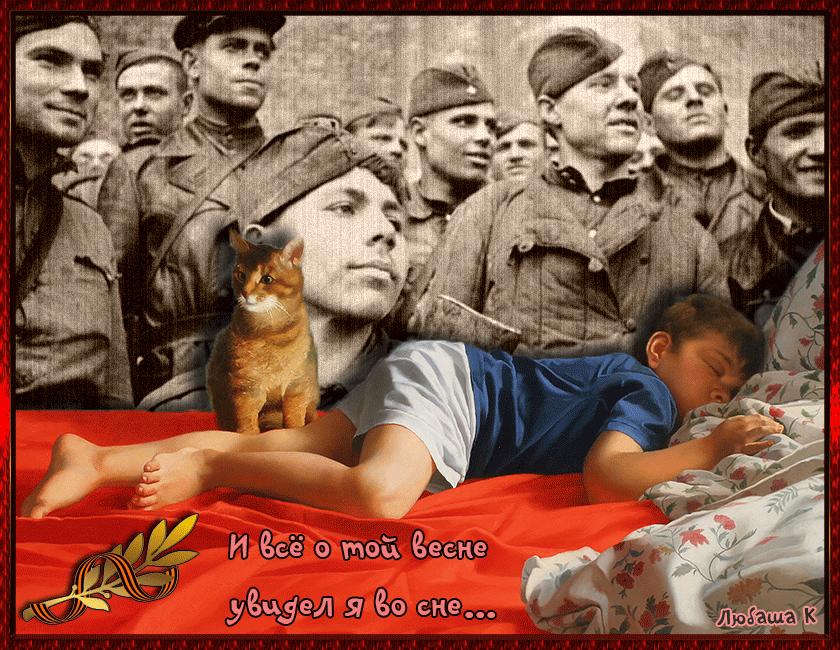 И всё о той весне
увидел я во сне...
Любаша К